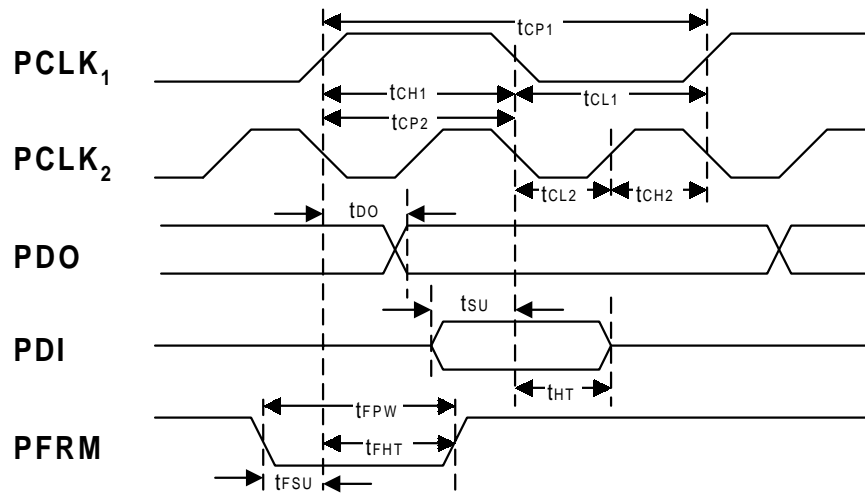 tCP1
PCLK1
tCH1 tCL1
tCP2
PCLK2
tCL2 tCH2
tDO
PDO
tSU
PDI
tHT
tFPW
PFRM
tFHT
tFSU